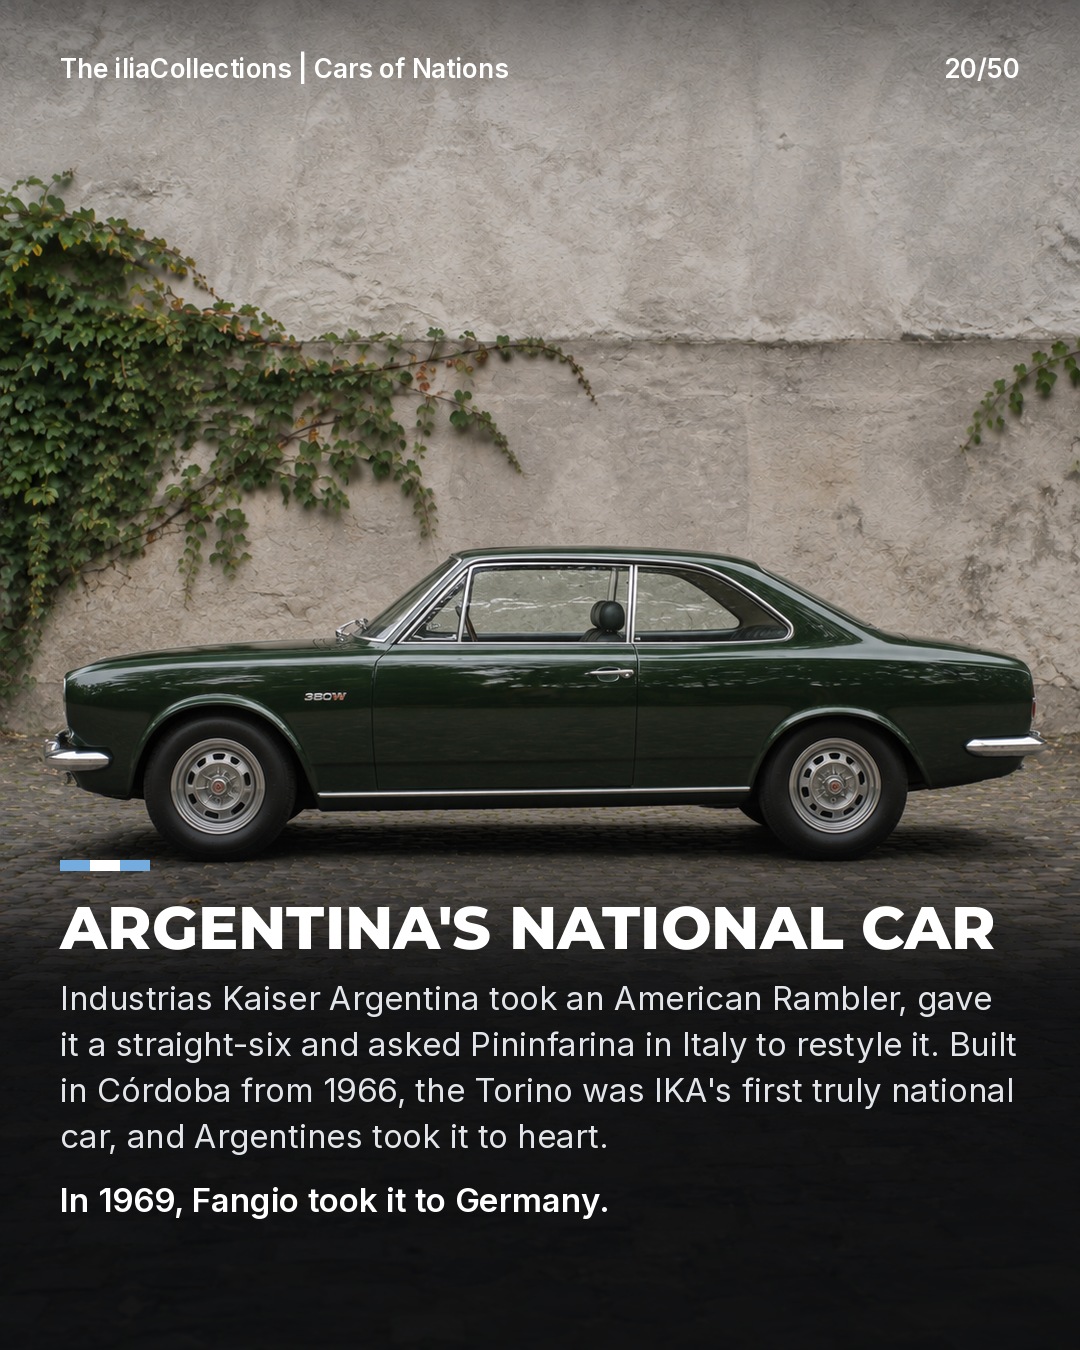 The iliaCollections | Cars of Nations
20/50
380W
ARGENTINA'S NATIONAL CAR
Industrias Kaiser Argentina took an American Rambler, gave
it a straight-six and asked Pininfarina in Italy to restyle it. Built
in Córdoba from 1966, the Torino was IKA's first truly national
car, and Argentines took it to heart.
In 1969, Fangio took it to Germany.